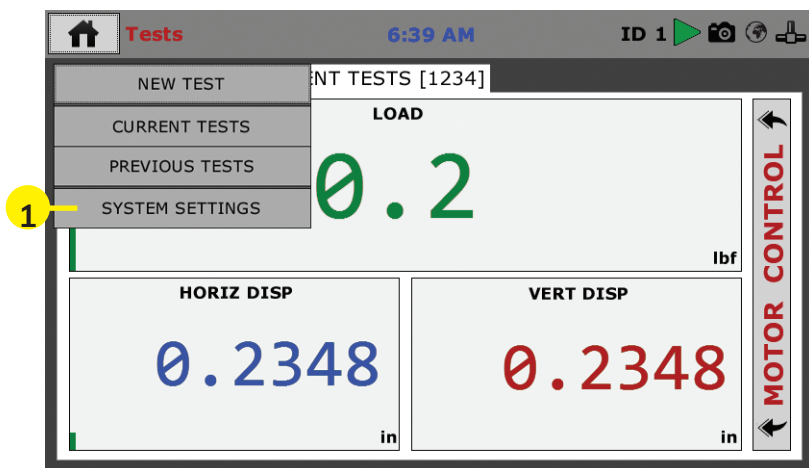 Tests 6:39 AM ID 1
NEW TEST
CURRENT TESTS
PREVIOUS TESTS
SYSTEM SETTINGS
1
TESTS [1234]
LOAD
0.2
lbf
HORIZ DISP
0.2348
in
VERT DISP
0.2348
in
MOTOR CONTROL